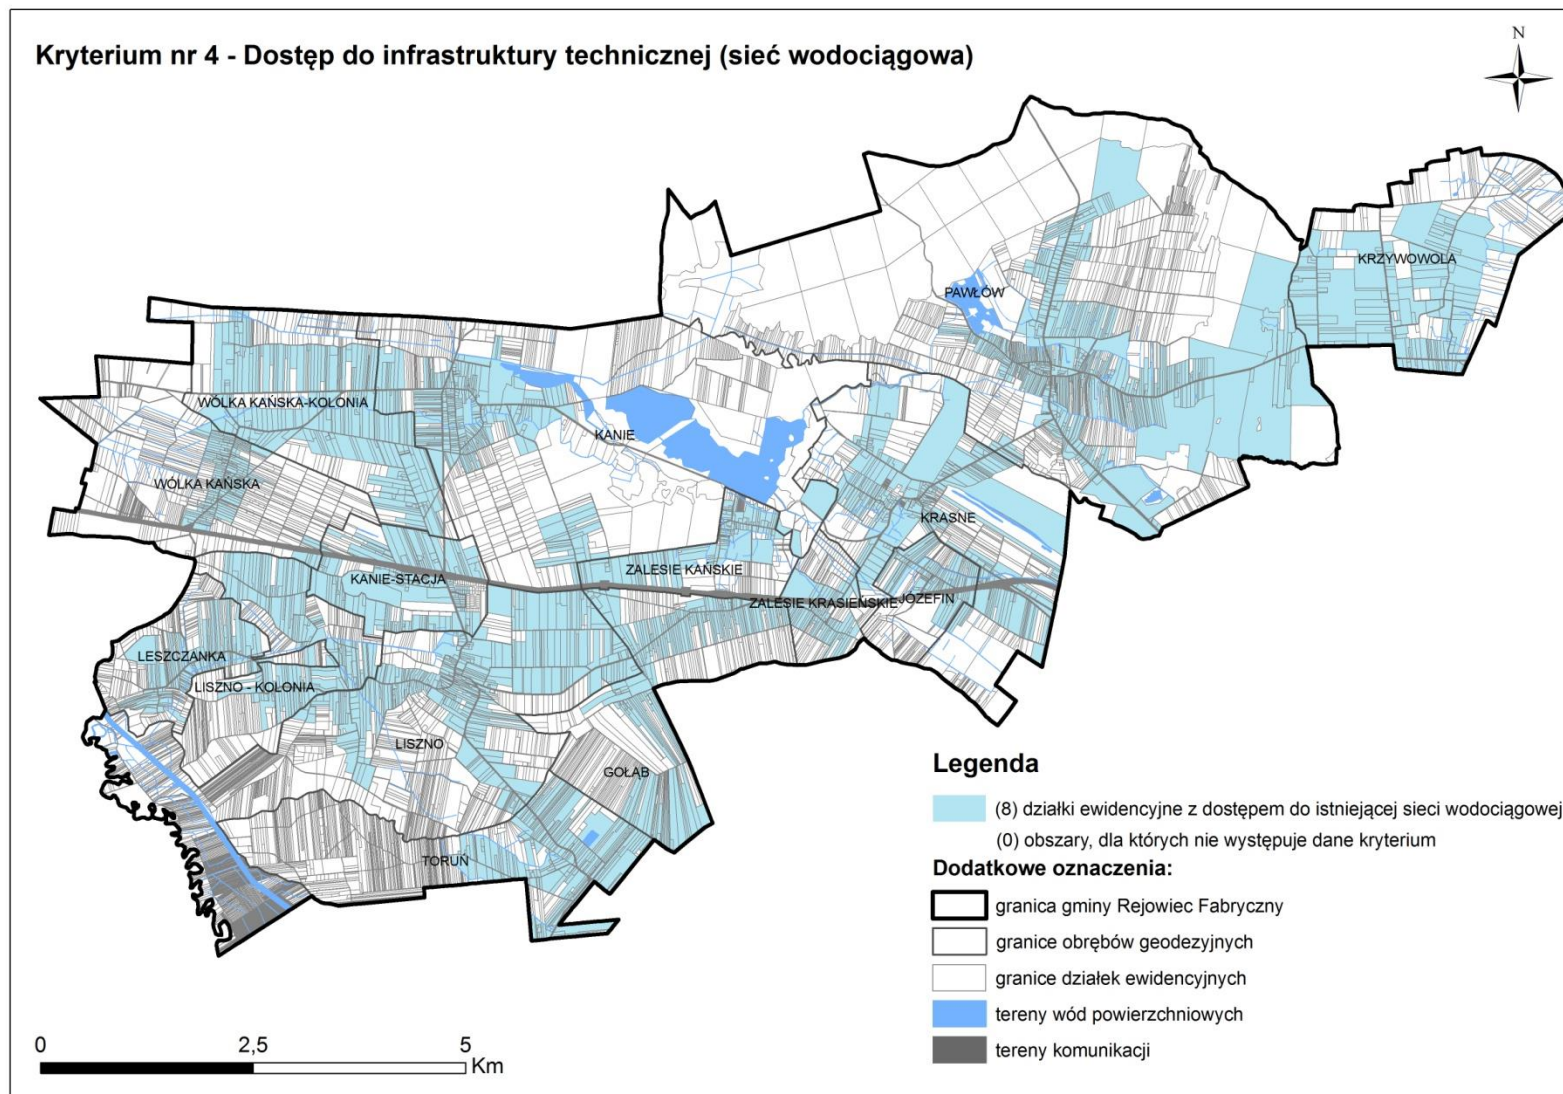 Kryterium nr 4 - Dostęp do infrastruktury technicznej (sieć wodociągowa)
N
KRZYWOWOLA
PAWŁÓW
WÓLKA KAŃSKA-KOLONIA
KANIE
WÓLKA KAŃSKA
KRASNE
ZALESIE KAŃSKIE
KANIE-STACJA
ZALESIE KRASIEŃSKIE
JÓZEFIN
LESZCZANKA
LISZNO - KOLONIA
LISZNO
GOŁĄB
TORUŃ
Legenda
(8) działki ewidencyjne z dostępem do istniejącej sieci wodociągowej
(0) obszary, dla których nie występuje dane kryterium
Dodatkowe oznaczenia:
granica gminy Rejowiec Fabryczny
granice obrębów geodezyjnych
granice działek ewidencyjnych
tereny wód powierzchniowych
tereny komunikacji
0 2,5 5
Km